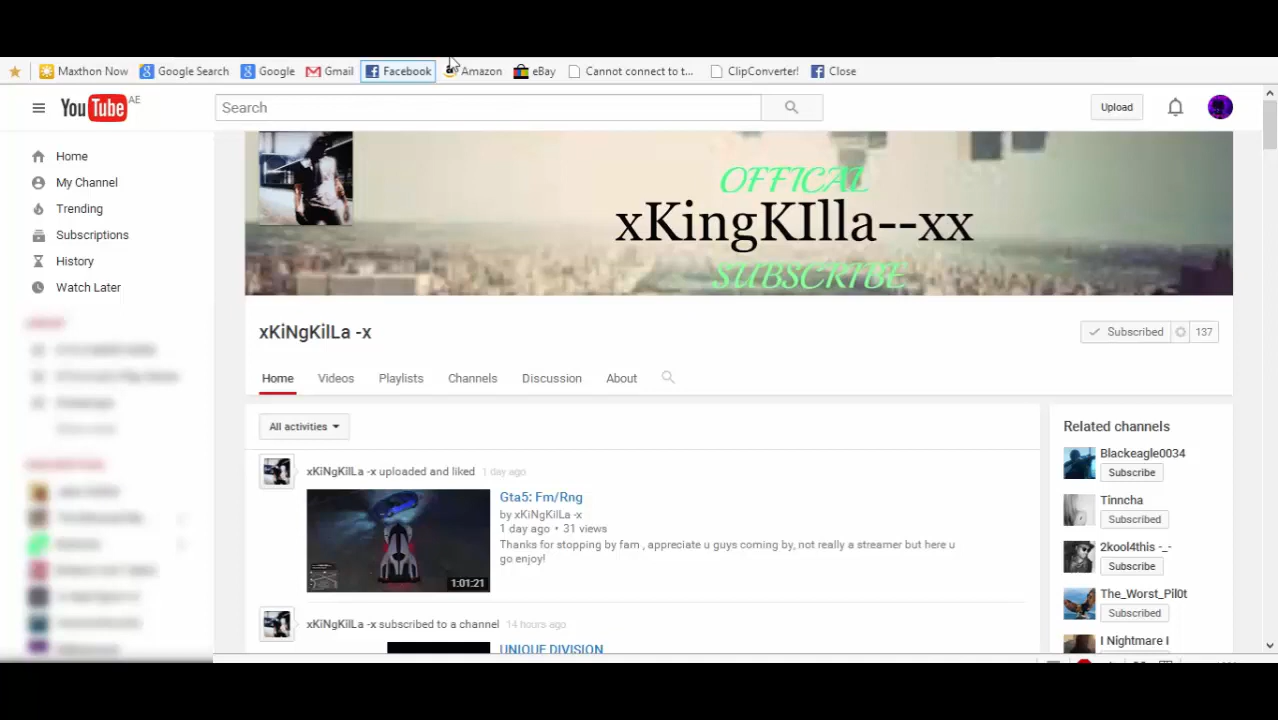 Maxthon Now Google Search Google Gmail Facebook Amazon eBay Cannot connect to t... ClipConverter! Close
YouTube AE
Search
Upload
Home
My Channel
Trending
Subscriptions
History
Watch Later
OFFICAL
xKingKIlla--xx
SUBSCRIBE
xKiNgKilLa -x
Subscribed 137
Home Videos Playlists Channels Discussion About
All activities
xKiNgKilLa -x uploaded and liked 1 day ago
1:01:21
Gta5: Fm/Rng
by xKiNgKilLa -x
1 day ago • 31 views
Thanks for stopping by fam , appreciate u guys coming by, not really a streamer but here u
go enjoy!
xKiNgKilLa -x subscribed to a channel 14 hours ago
UNIQUE DIVISION
Related channels
Blackeagle0034
Subscribe
Tinncha
Subscribed
2kool4this -_-
Subscribe
The_Worst_Pil0t
Subscribed
I Nightmare I